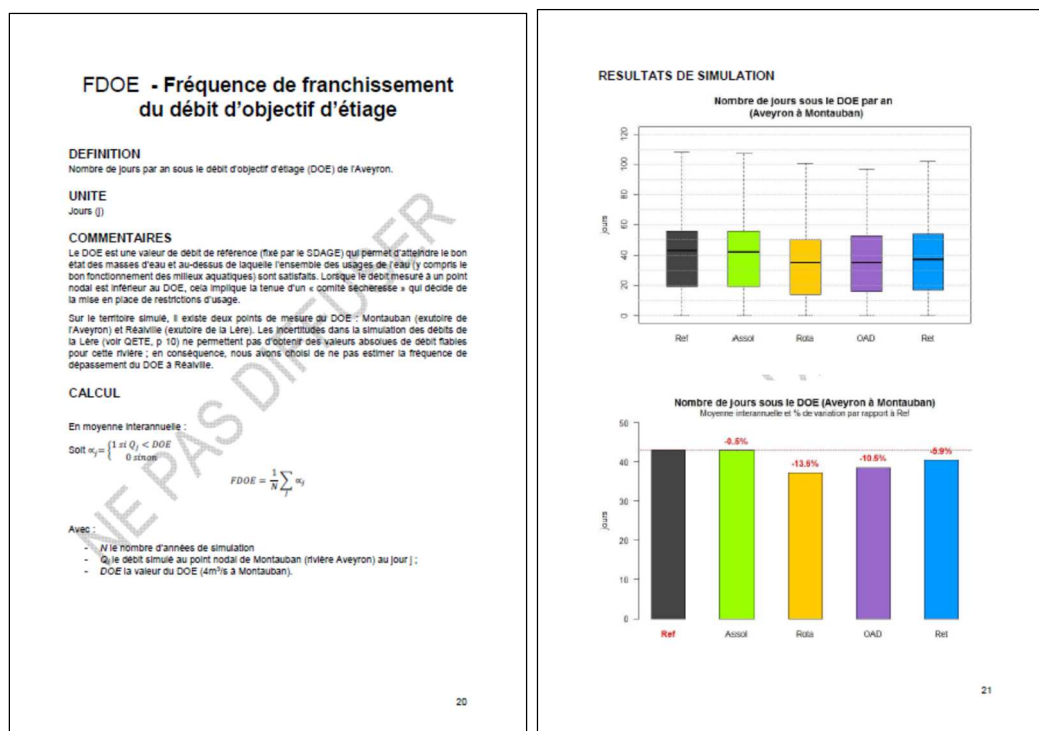 FDOE - Fréquence de franchissement
du débit d'objectif d'étiage
DEFINITION
Nombre de jours par an sous le débit d'objectif d'étiage (DOE) de l'Aveyron.
UNITE
Jours (j)
COMMENTAIRES
Le DOE est une valeur de débit de référence (fixé par le SDAGE) qui permet d'atteindre le bon
état des masses d'eau et au-dessus de laquelle l'ensemble des usages de l'eau (y compris le
bon fonctionnement des milieux aquatiques) sont satisfaits. Lorsque le débit mesuré à un point
nodal est inférieur au DOE, cela implique la tenue d'un « comité sécheresse » qui décide de
la mise en place de restrictions d'usage.
Sur le territoire simulé, il existe deux points de mesure du DOE : Montauban (exutoire de
l'Aveyron) et Réalville (exutoire de la Lère). Les incertitudes dans la simulation des débits de
la Lère (voir QETE, p 10) ne permettent pas d'obtenir des valeurs absolues de débit fiables
pour cette rivière ; en conséquence, nous avons choisi de ne pas estimer la fréquence de
dépassement du DOE à Réalville.
CALCUL
En moyenne interannuelle :
Soit ∝j= {1 si Qj < DOE
0 sinon
FDOE = 1/N ∑j ∝j
Avec :
- N le nombre d'années de simulation
- Qj le débit simulé au point nodal de Montauban (rivière Aveyron) au jour j ;
- DOE la valeur du DOE (4m³/s à Montauban).
NE PAS DIFFUSER
20
RESULTATS DE SIMULATION
Nombre de jours sous le DOE par an
(Aveyron à Montauban)
120
100
80
60
40
20
0
jours
Ref Assol Rota OAD Ret
Nombre de jours sous le DOE (Aveyron à Montauban)
Moyenne interannuelle et % de variation par rapport à Ref
50
40
30
20
10
0
jours
-0.5% -13.5% -10.5% -5.9%
Ref Assol Rota OAD Ret
21